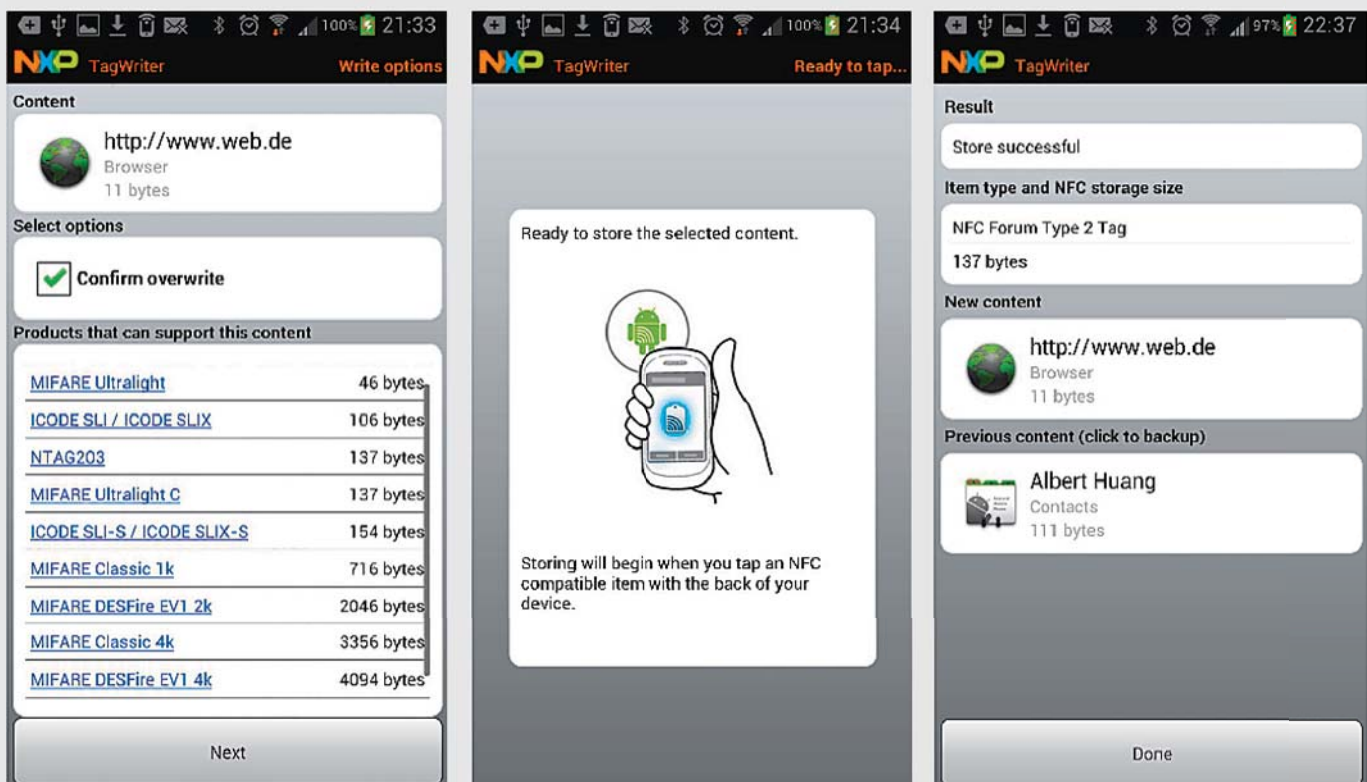 100% 21:33
NXP TagWriter Write options
Content
http://www.web.de
Browser
11 bytes
Select options
Confirm overwrite
Products that can support this content
MIFARE Ultralight 46 bytes
ICODE SLI / ICODE SLIX 106 bytes
NTAG203 137 bytes
MIFARE Ultralight C 137 bytes
ICODE SLI-S / ICODE SLIX-S 154 bytes
MIFARE Classic 1k 716 bytes
MIFARE DESFire EV1 2k 2046 bytes
MIFARE Classic 4k 3356 bytes
MIFARE DESFire EV1 4k 4094 bytes
Next
100% 21:34
NXP TagWriter Ready to tap...
Ready to store the selected content.
Storing will begin when you tap an NFC
compatible item with the back of your
device.
97% 22:37
NXP TagWriter
Result
Store successful
Item type and NFC storage size
NFC Forum Type 2 Tag
137 bytes
New content
http://www.web.de
Browser
11 bytes
Previous content (click to backup)
Albert Huang
Contacts
111 bytes
Done